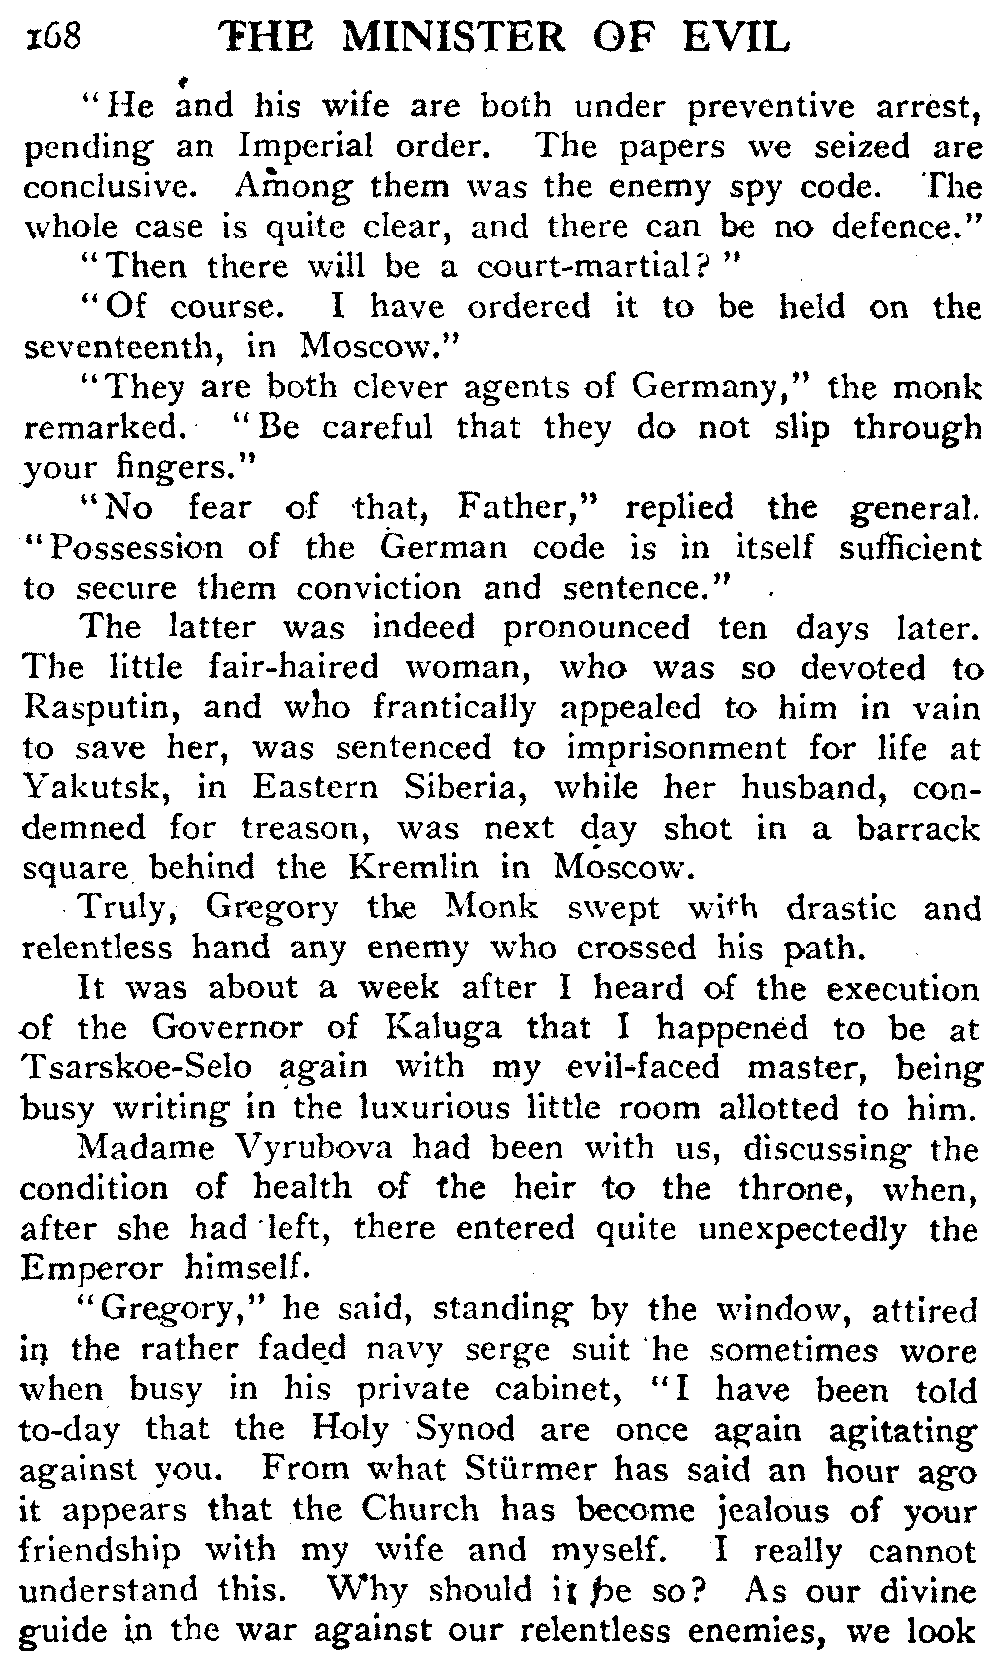 168 THE MINISTER OF EVIL
"He and his wife are both under preventive arrest,
pending an Imperial order. The papers we seized are
conclusive. Among them was the enemy spy code. The
whole case is quite clear, and there can be no defence."
"Then there will be a court-martial?"
"Of course. I have ordered it to be held on the
seventeenth, in Moscow."
"They are both clever agents of Germany," the monk
remarked. "Be careful that they do not slip through
your fingers."
"No fear of that, Father," replied the general.
"Possession of the German code is in itself sufficient
to secure them conviction and sentence."
The latter was indeed pronounced ten days later.
The little fair-haired woman, who was so devoted to
Rasputin, and who frantically appealed to him in vain
to save her, was sentenced to imprisonment for life at
Yakutsk, in Eastern Siberia, while her husband, con-
demned for treason, was next day shot in a barrack
square behind the Kremlin in Moscow.
Truly, Gregory the Monk swept with drastic and
relentless hand any enemy who crossed his path.
It was about a week after I heard of the execution
of the Governor of Kaluga that I happened to be at
Tsarskoe-Selo again with my evil-faced master, being
busy writing in the luxurious little room allotted to him.
Madame Vyrubova had been with us, discussing the
condition of health of the heir to the throne, when,
after she had left, there entered quite unexpectedly the
Emperor himself.
"Gregory," he said, standing by the window, attired
in the rather faded navy serge suit he sometimes wore
when busy in his private cabinet, "I have been told
to-day that the Holy Synod are once again agitating
against you. From what Stürmer has said an hour ago
it appears that the Church has become jealous of your
friendship with my wife and myself. I really cannot
understand this. Why should it be so? As our divine
guide in the war against our relentless enemies, we look